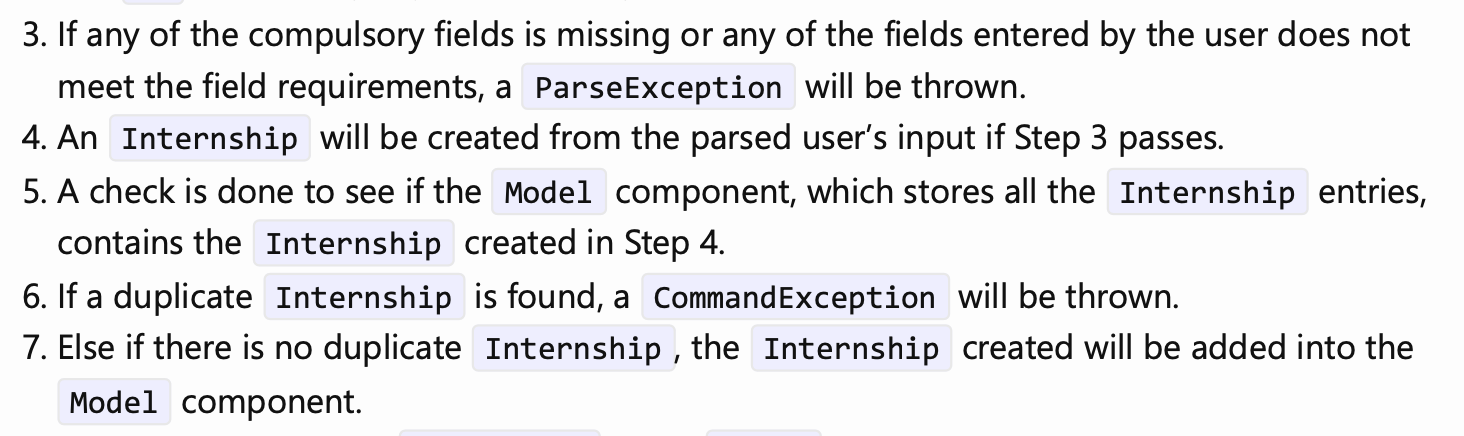 3. If any of the compulsory fields is missing or any of the fields entered by the user does not
meet the field requirements, a ParseException will be thrown.
4. An Internship will be created from the parsed user’s input if Step 3 passes.
5. A check is done to see if the Model component, which stores all the Internship entries,
contains the Internship created in Step 4.
6. If a duplicate Internship is found, a CommandException will be thrown.
7. Else if there is no duplicate Internship, the Internship created will be added into the
Model component.